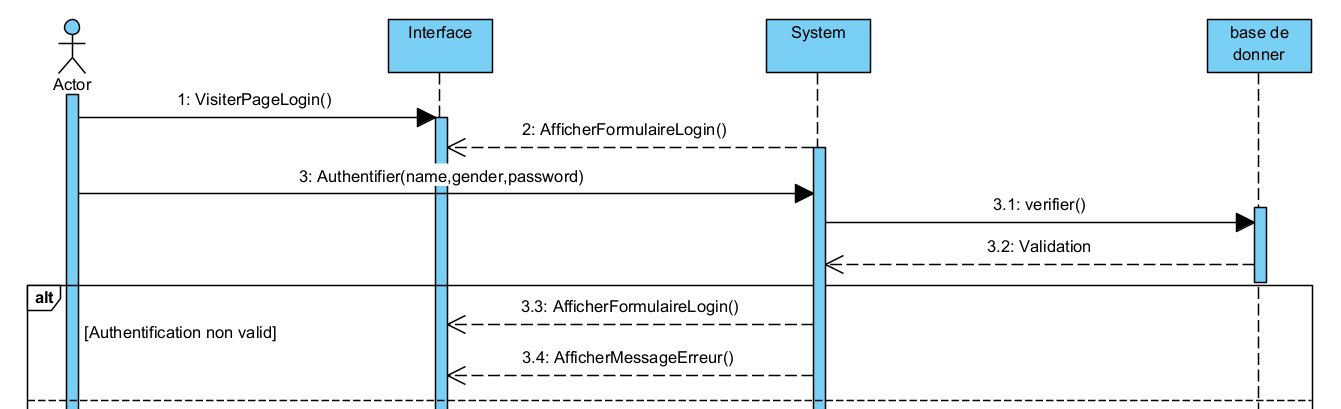 Interface
System
base de
donner
Actor
1: VisiterPageLogin()
2: AfficherFormulaireLogin()
3: Authentifier(name,gender,password)
3.1: verifier()
3.2: Validation
alt
3.3: AfficherFormulaireLogin()
[Authentification non valid]
3.4: AfficherMessageErreur()